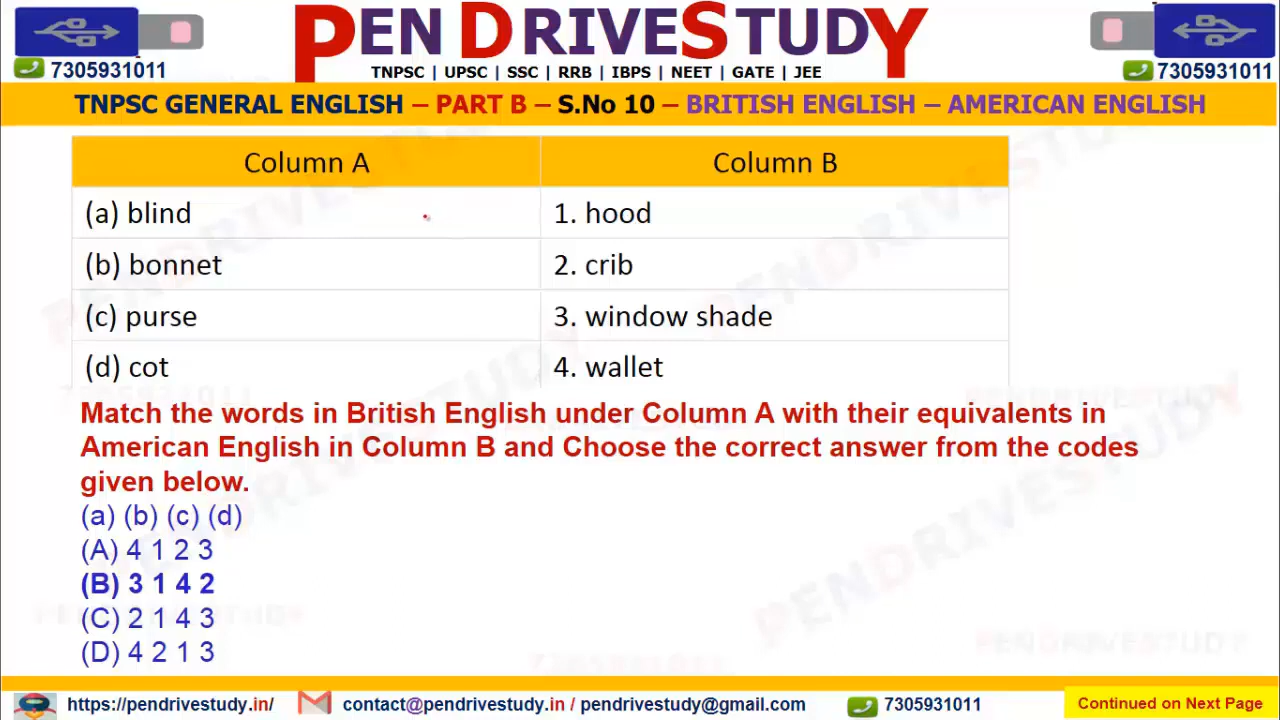 PEN DRIVESTUDY
7305931011
TNPSC | UPSC | SSC | RRB | IBPS | NEET | GATE | JEE
7305931011
TNPSC GENERAL ENGLISH – PART B – S.No 10 – BRITISH ENGLISH – AMERICAN ENGLISH
Column A Column B
(a) blind 1. hood
(b) bonnet 2. crib
(c) purse 3. window shade
(d) cot 4. wallet
Match the words in British English under Column A with their equivalents in
American English in Column B and Choose the correct answer from the codes
given below.
(a) (b) (c) (d)
(A) 4 1 2 3
(B) 3 1 4 2
(C) 2 1 4 3
(D) 4 2 1 3
https://pendrivestudy.in/ contact@pendrivestudy.in / pendrivestudy@gmail.com 7305931011 Continued on Next Page